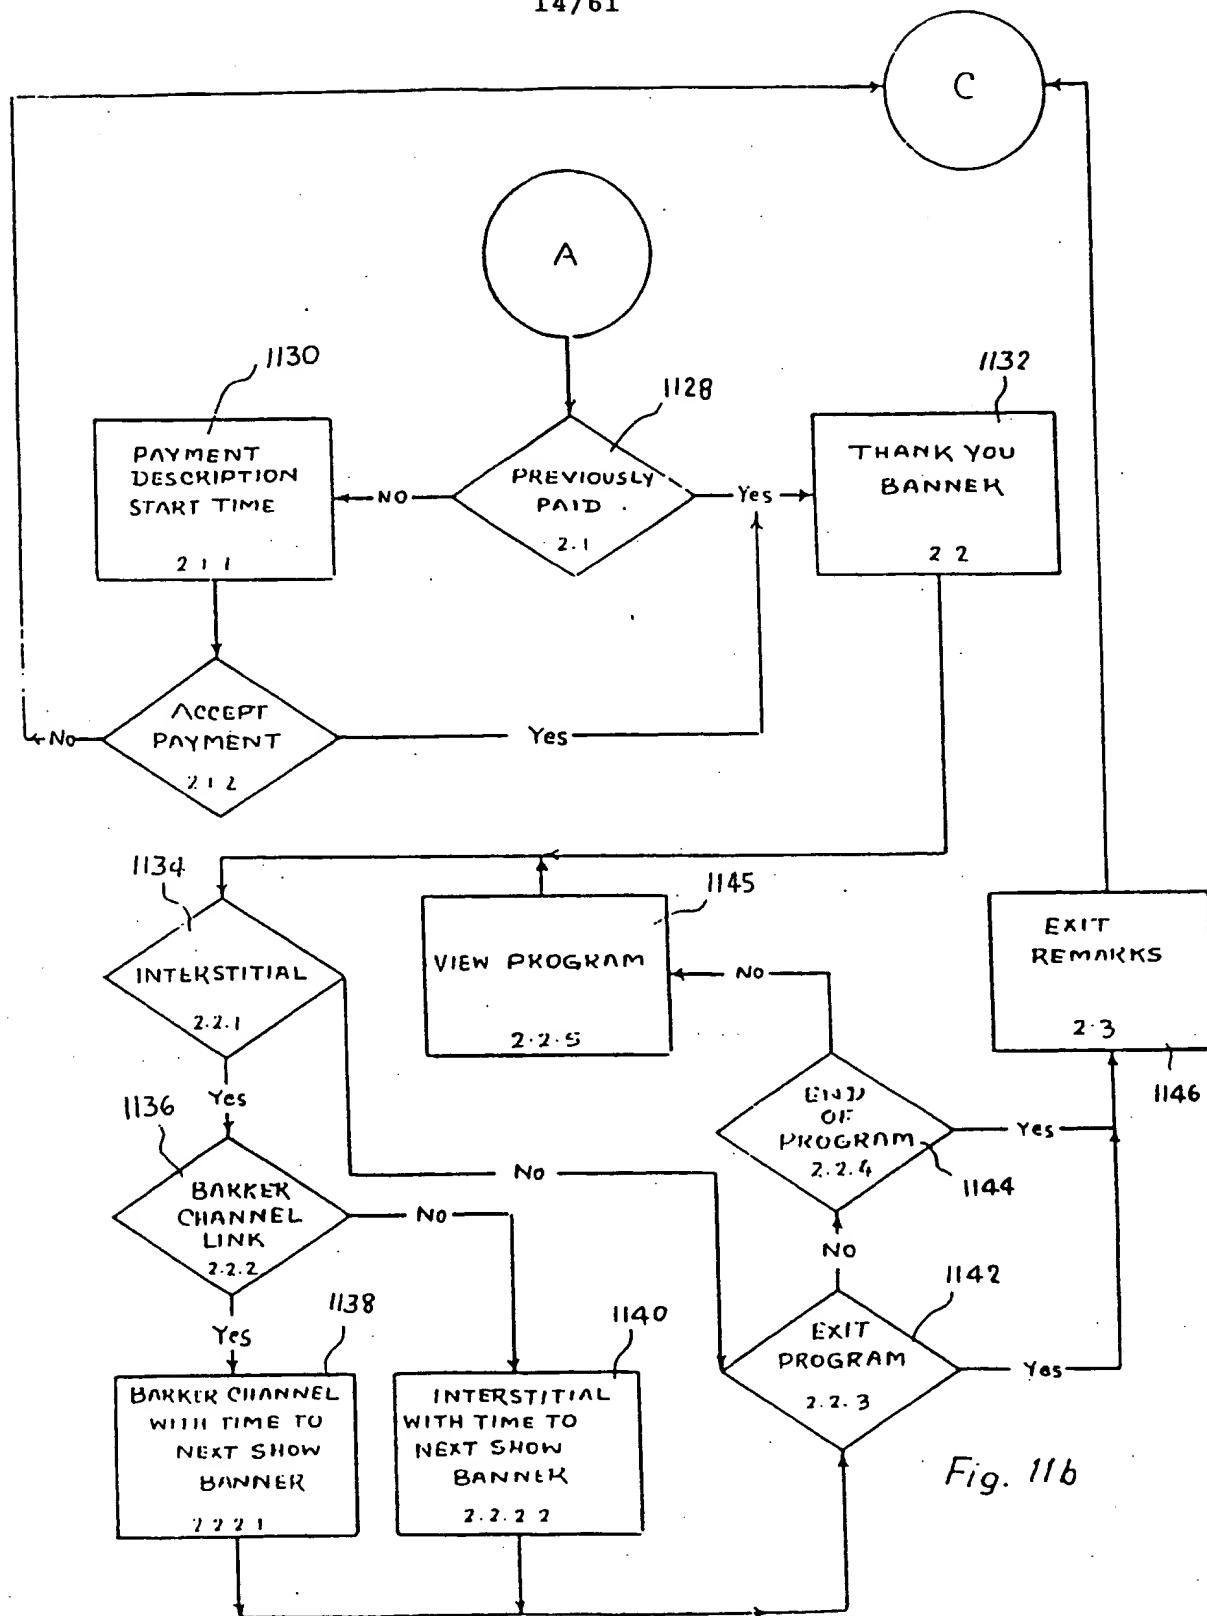 14/61
C
A
1130
1128
1132
PAYMENT
DESCRIPTION
START TIME
2 1 1
NO
PREVIOUSLY
PAID
2.1
Yes
THANK YOU
BANNER
2 2
ACCEPT
PAYMENT
2 1 2
No
Yes
1134
INTERSTITIAL
2.2.1
1145
VIEW PROGRAM
2.2.5
NO
EXIT
REMARKS
2.3
1146
Yes
1136
BARKER
CHANNEL
LINK
2.2.2
No
No
END
OF
PROGRAM
2.2.4
Yes
1144
NO
Yes
1138
1140
1142
EXIT
PROGRAM
2.2.3
Yes
BARKER CHANNEL
WITH TIME TO
NEXT SHOW
BANNER
2 2 2 1
INTERSTITIAL
WITH TIME TO
NEXT SHOW
BANNER
2.2.2 2
Fig. 11b